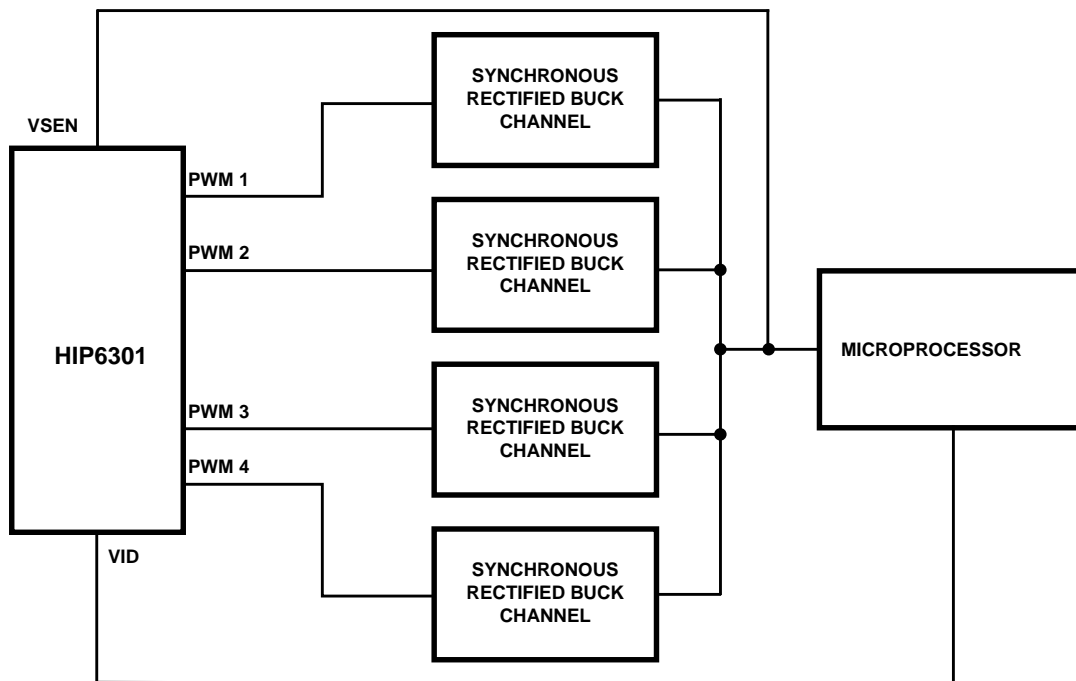 SYNCHRONOUS
RECTIFIED BUCK
CHANNEL
VSEN
PWM 1
SYNCHRONOUS
RECTIFIED BUCK
CHANNEL
PWM 2
HIP6301
MICROPROCESSOR
SYNCHRONOUS
RECTIFIED BUCK
CHANNEL
PWM 3
PWM 4
VID
SYNCHRONOUS
RECTIFIED BUCK
CHANNEL